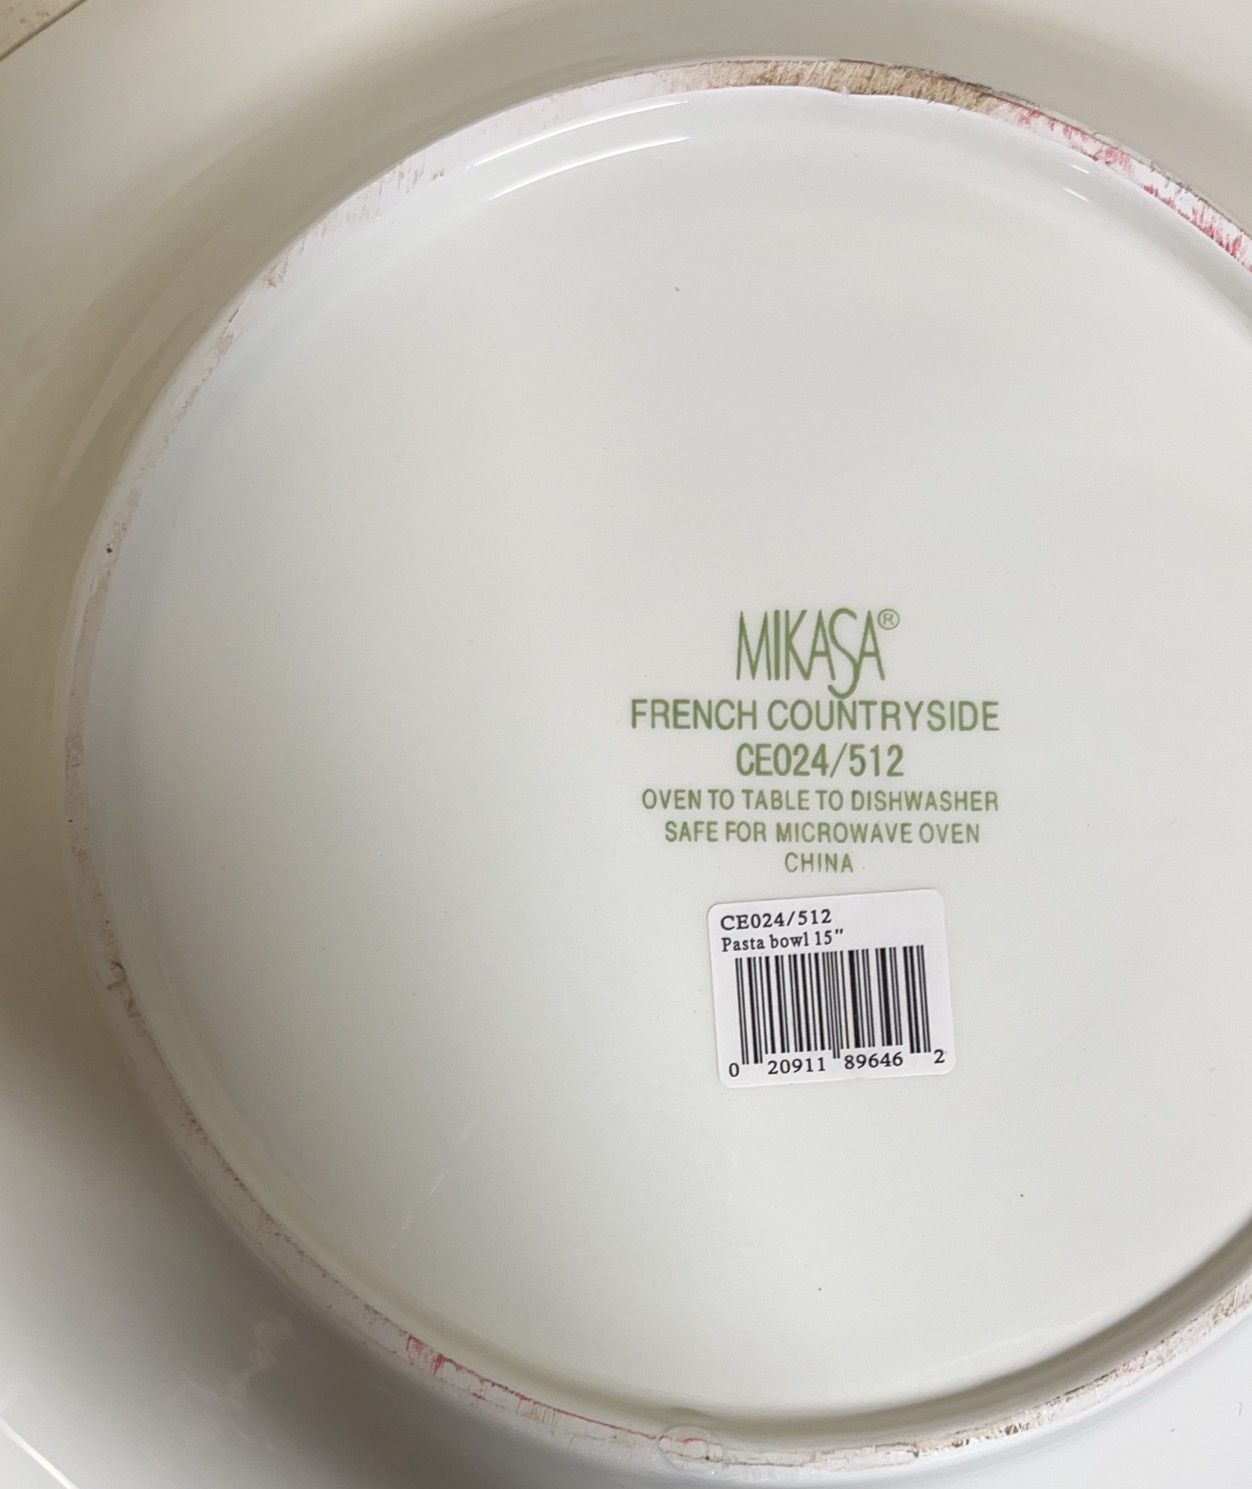 MIKASA®
FRENCH COUNTRYSIDE
CE024/512
OVEN TO TABLE TO DISHWASHER
SAFE FOR MICROWAVE OVEN
CHINA
CE024/512
Pasta bowl 15"
0 20911 89646 2